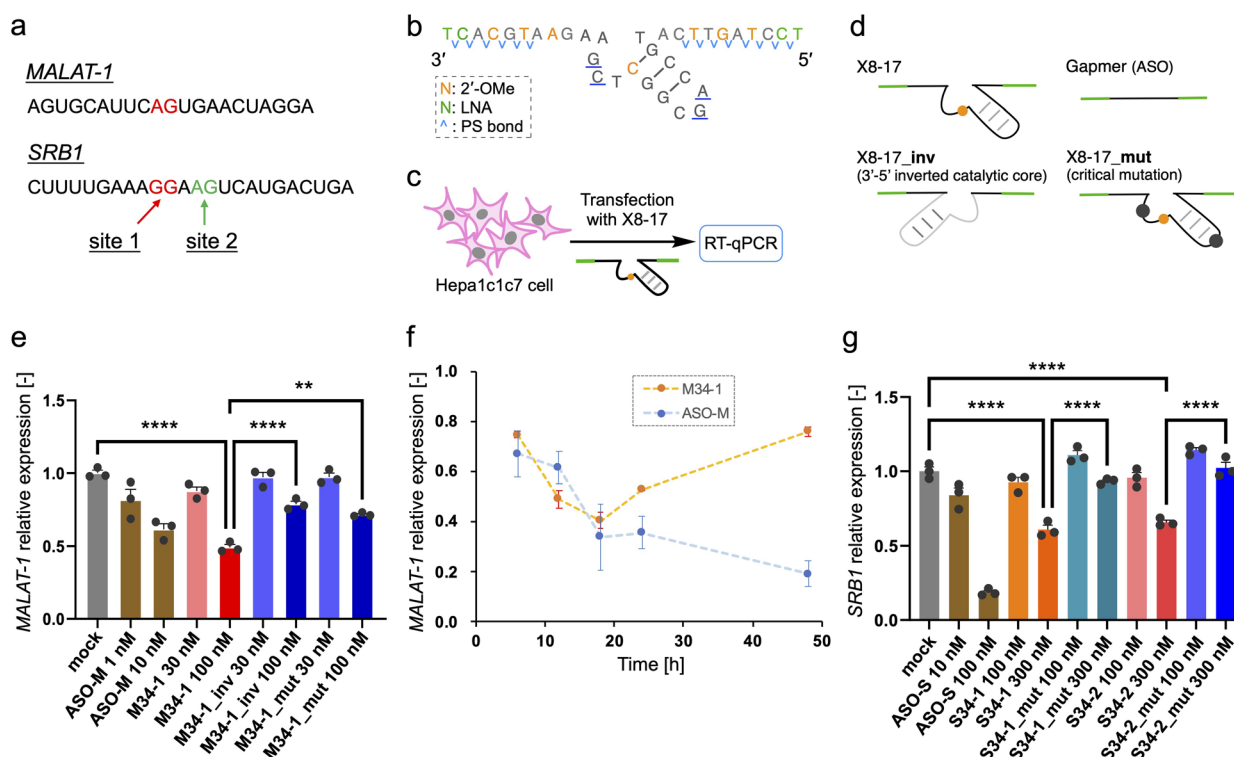 a
MALAT-1
AGUGCAUUCAGUGAACUAGGA
SRB1
CUUUUGAAAGGAAGUCAUGACUGA
site 1
site 2
b
TCACGTAAGA A G C T C G G C G A C C G T ACTTGATCCT
3′
5′
N: 2′-OMe
N: LNA
^: PS bond
c
Transfection
with X8-17
RT-qPCR
Hepa1c1c7 cell
d
X8-17
Gapmer (ASO)
X8-17_inv
(3′-5′ inverted catalytic core)
X8-17_mut
(critical mutation)
e
MALAT-1 relative expression [-]
1.5
1.0
0.5
0.0
****
****
**
mock
ASO-M 1 nM
ASO-M 10 nM
M34-1 30 nM
M34-1 100 nM
M34-1_inv 30 nM
M34-1_inv 100 nM
M34-1_mut 30 nM
M34-1_mut 100 nM
f
MALAT-1 relative expression [-]
1.0
0.8
0.6
0.4
0.2
0.0
0 10 20 30 40 50
Time [h]
M34-1
ASO-M
g
SRB1 relative expression [-]
1.5
1.0
0.5
0.0
****
****
****
****
mock
ASO-S 10 nM
ASO-S 100 nM
S34-1 100 nM
S34-1 300 nM
S34-1_mut 100 nM
S34-1_mut 300 nM
S34-2 100 nM
S34-2 300 nM
S34-2_mut 100 nM
S34-2_mut 300 nM